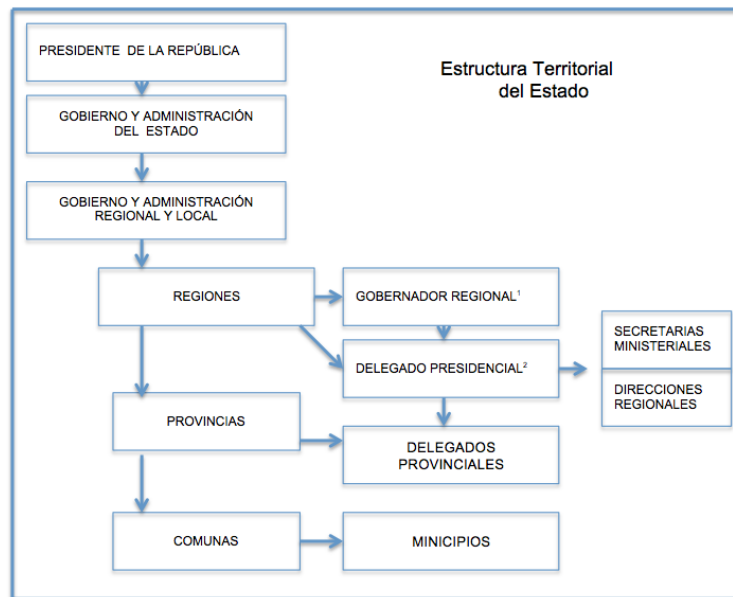 PRESIDENTE DE LA REPÚBLICA
Estructura Territorial
del Estado
GOBIERNO Y ADMINISTRACIÓN
DEL ESTADO
GOBIERNO Y ADMINISTRACIÓN
REGIONAL Y LOCAL
REGIONES
GOBERNADOR REGIONAL¹
SECRETARIAS
MINISTERIALES
DELEGADO PRESIDENCIAL²
DIRECCIONES
REGIONALES
PROVINCIAS
DELEGADOS
PROVINCIALES
COMUNAS
MINICIPIOS